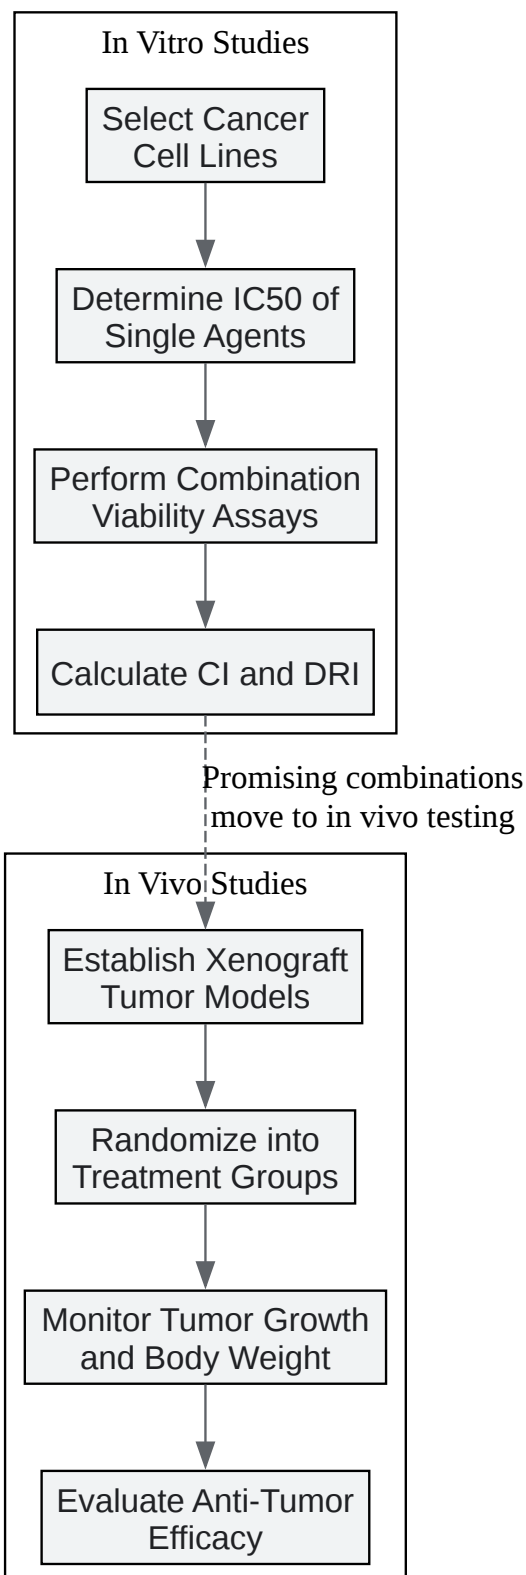 In Vitro Studies
Select Cancer
Cell Lines
Determine IC50 of
Single Agents
Perform Combination
Viability Assays
Calculate CI and DRI
Promising combinations
move to in vivo testing
In Vivo Studies
Establish Xenograft
Tumor Models
Randomize into
Treatment Groups
Monitor Tumor Growth
and Body Weight
Evaluate Anti-Tumor
Efficacy